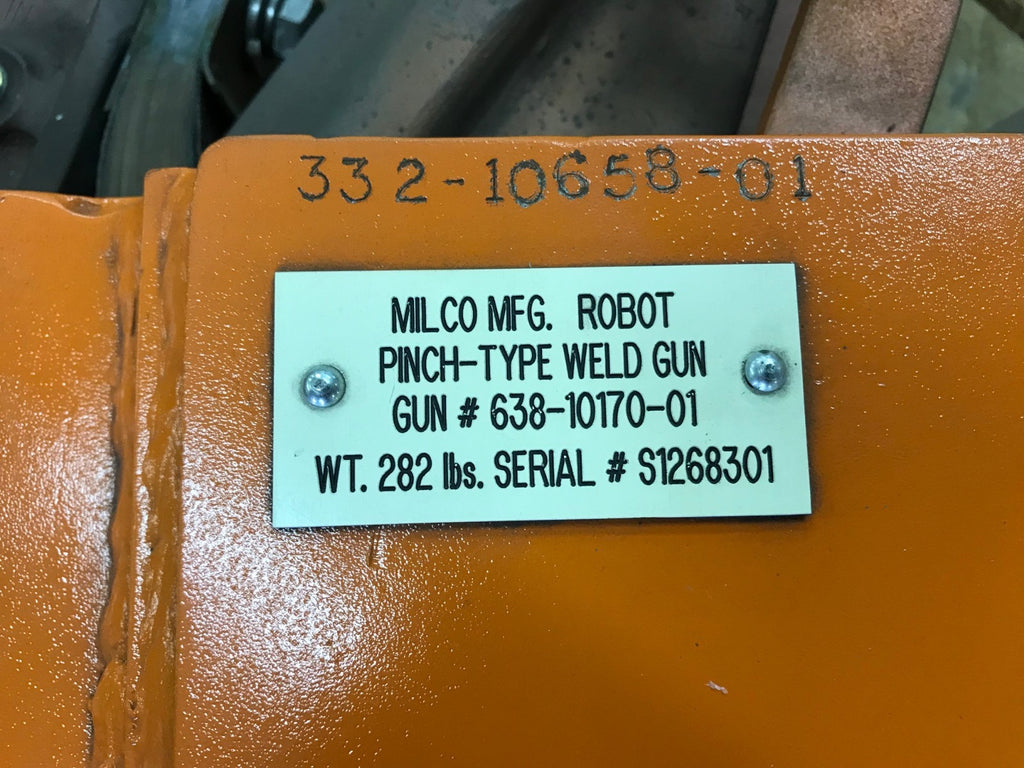 332-10658-01
MILCO MFG. ROBOT
PINCH-TYPE WELD GUN
GUN # 638-10170-01
WT. 282 lbs. SERIAL # S1268301